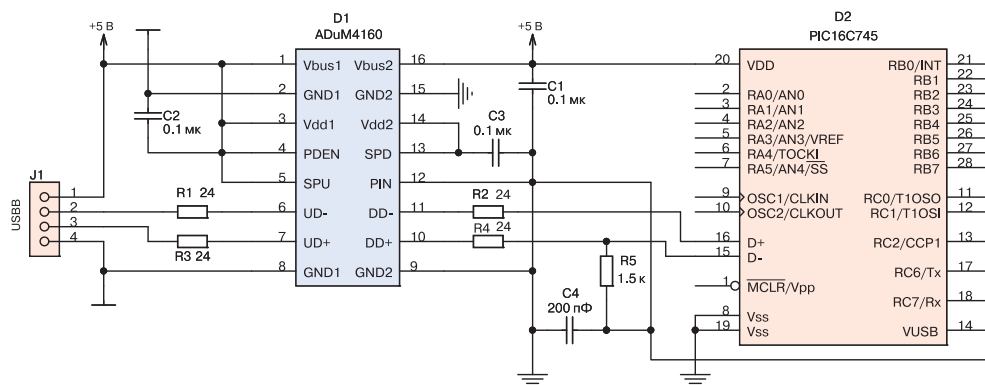 D1
ADuM4160
+5 В
1 Vbus1 Vbus2 16
2 GND1 GND2 15
3 Vdd1 Vdd2 14
4 PDEN SPD 13
5 SPU PIN 12
6 UD- DD- 11
7 UD+ DD+ 10
8 GND1 GND2 9
C2
0.1 мк
J1
USBB
1
2
3
4
R1 24
R3 24
+5 В
C1
0.1 мк
C3
0.1 мк
R2 24
R4 24
R5
1.5 к
C4
200 пФ
D2
PIC16C745
20 VDD RB0/INT 21
RB1 22
2 RA0/AN0 RB2 23
3 RA1/AN1 RB3 24
4 RA2/AN2 RB4 25
5 RA3/AN3/VREF RB5 26
6 RA4/TOCKI RB6 27
7 RA5/AN4/SS RB7 28
9 OSC1/CLKIN RC0/T1OSO 11
10 OSC2/CLKOUT RC1/T1OSI 12
16 D+ RC2/CCP1 13
15 D-
RC6/Tx 17
1 MCLR/Vpp
RC7/Rx 18
8 Vss
19 Vss VUSB 14